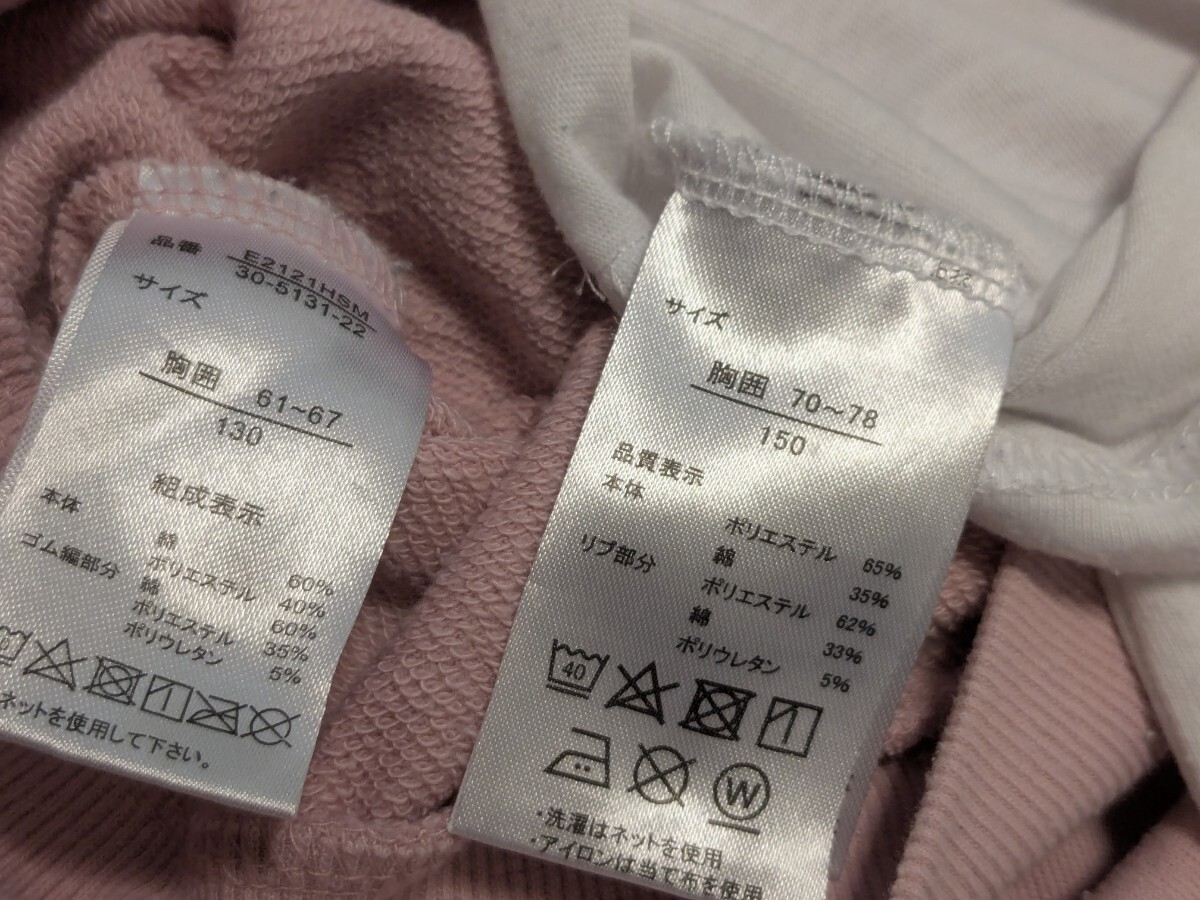 品番 E2121HSM
30-5131-22
サイズ
胸囲 61~67
130
組成表示
本体 綿 60%
ポリエステル 40%
ゴム編部分 綿 60%
ポリエステル 35%
ポリウレタン 5%
ネットを使用して下さい。
サイズ
胸囲 70~78
150
品質表示
本体 ポリエステル 65%
綿 35%
リブ部分 ポリエステル 62%
綿 33%
ポリウレタン 5%
40
W
・洗濯はネットを使用
・アイロンは当て布を使用